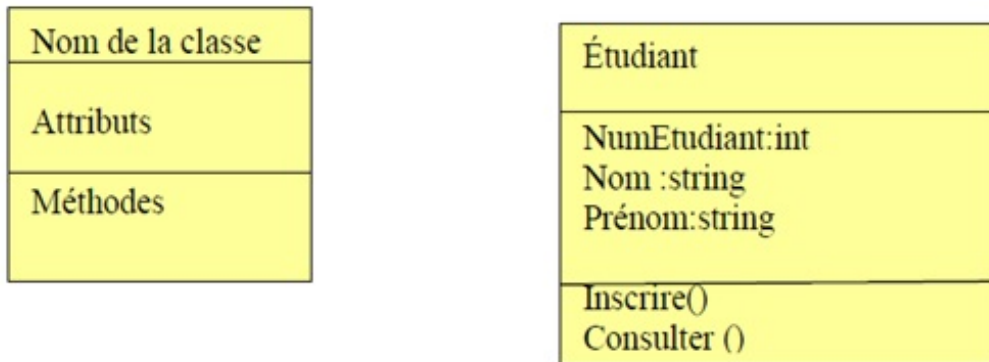 Nom de la classe
Attributs
Méthodes
Étudiant
NumEtudiant:int
Nom :string
Prénom:string
Inscrire()
Consulter ()